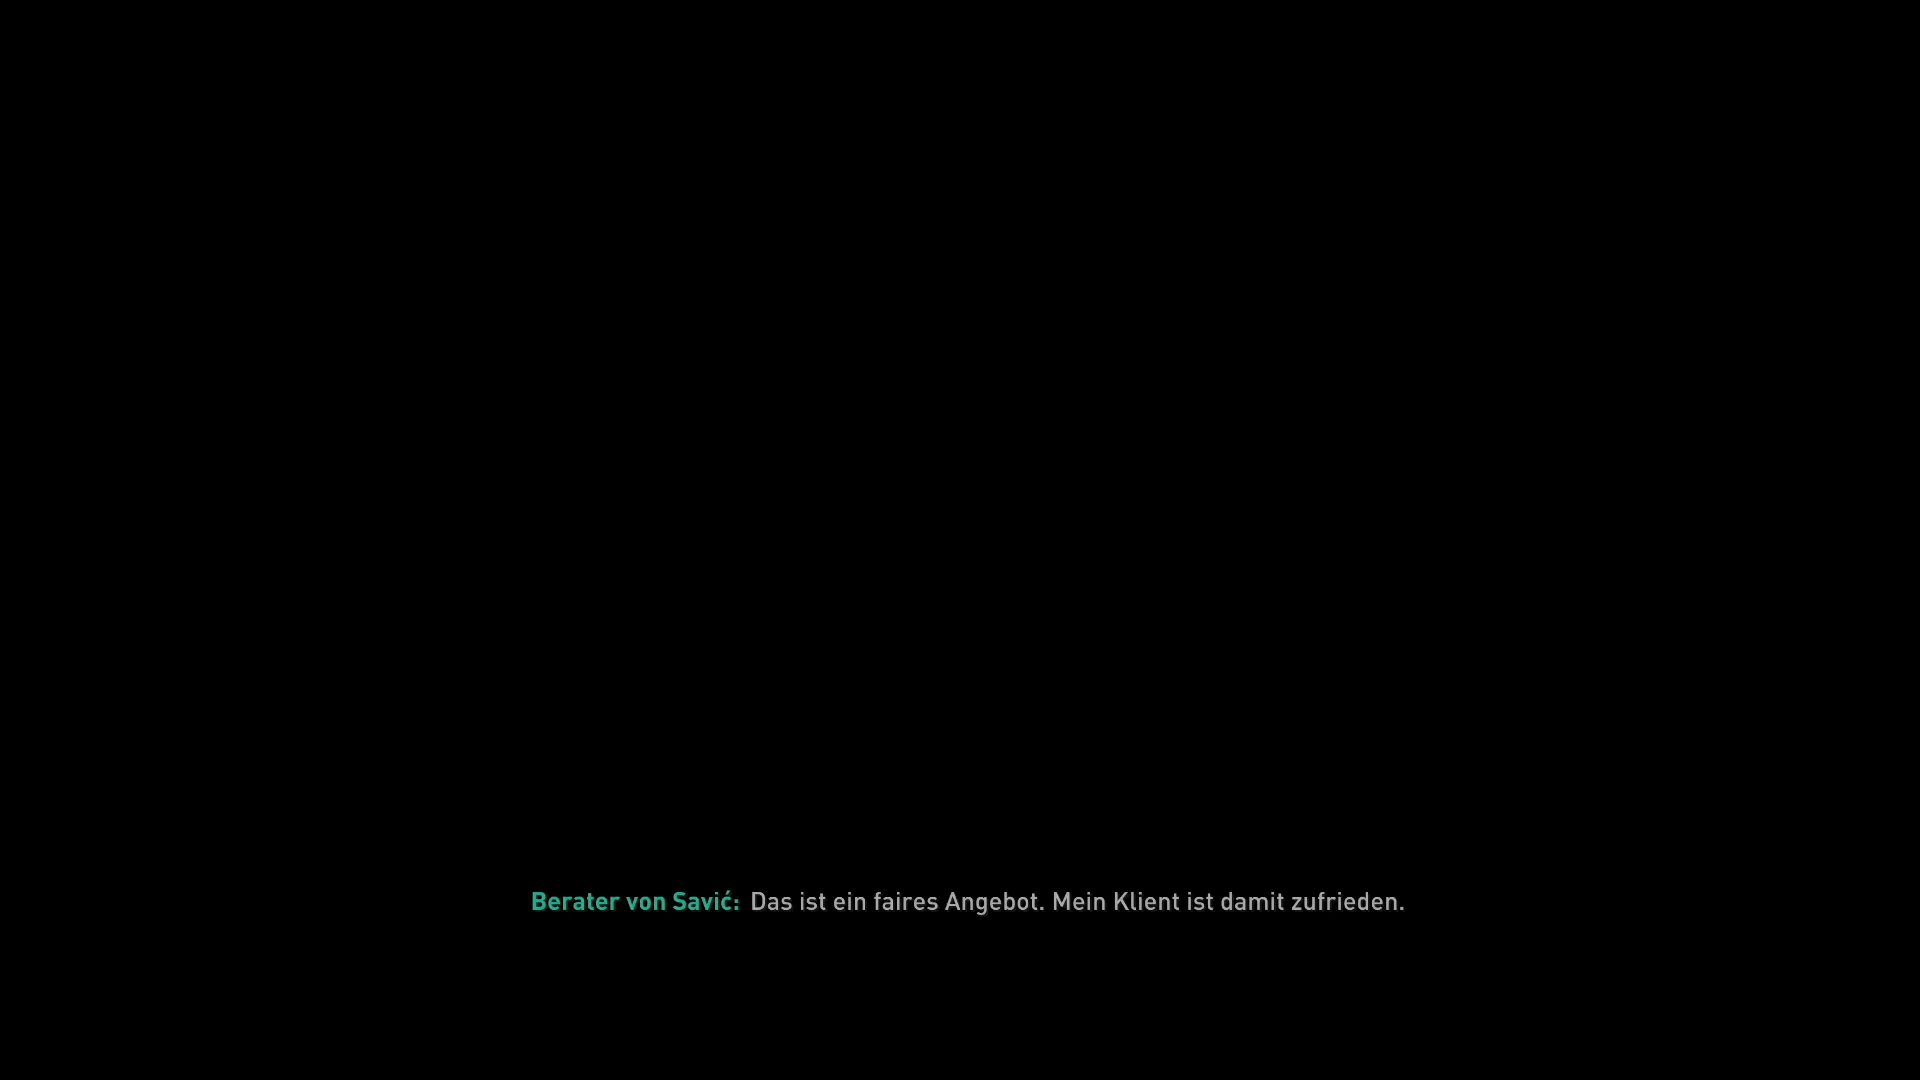 Berater von Savić: Das ist ein faires Angebot. Mein Klient ist damit zufrieden.